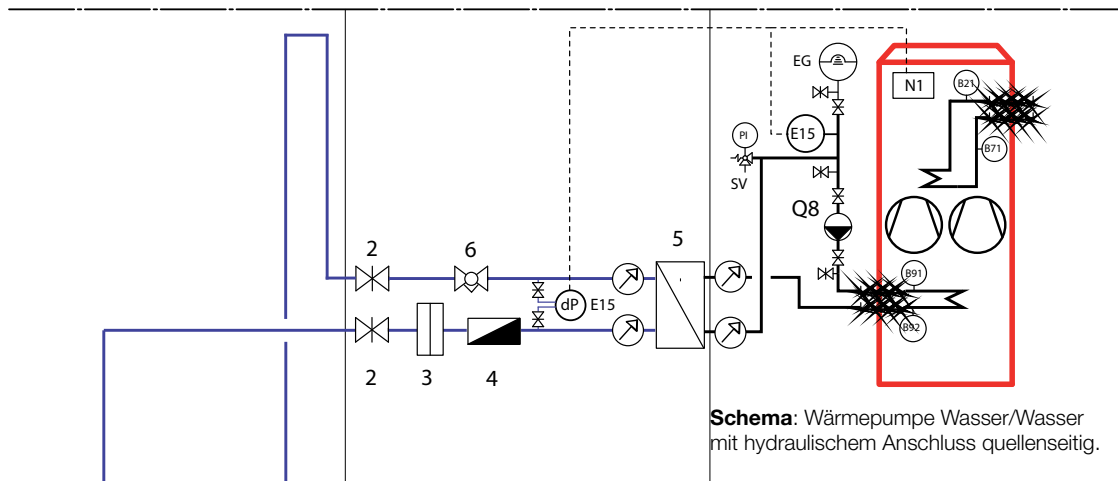 EG
N1
B21
PI
E15
B71
SV
Q8
2
6
5
B91
dP E15
B92
2
3
4
Schema: Wärmepumpe Wasser/Wasser
mit hydraulischem Anschluss quellenseitig.